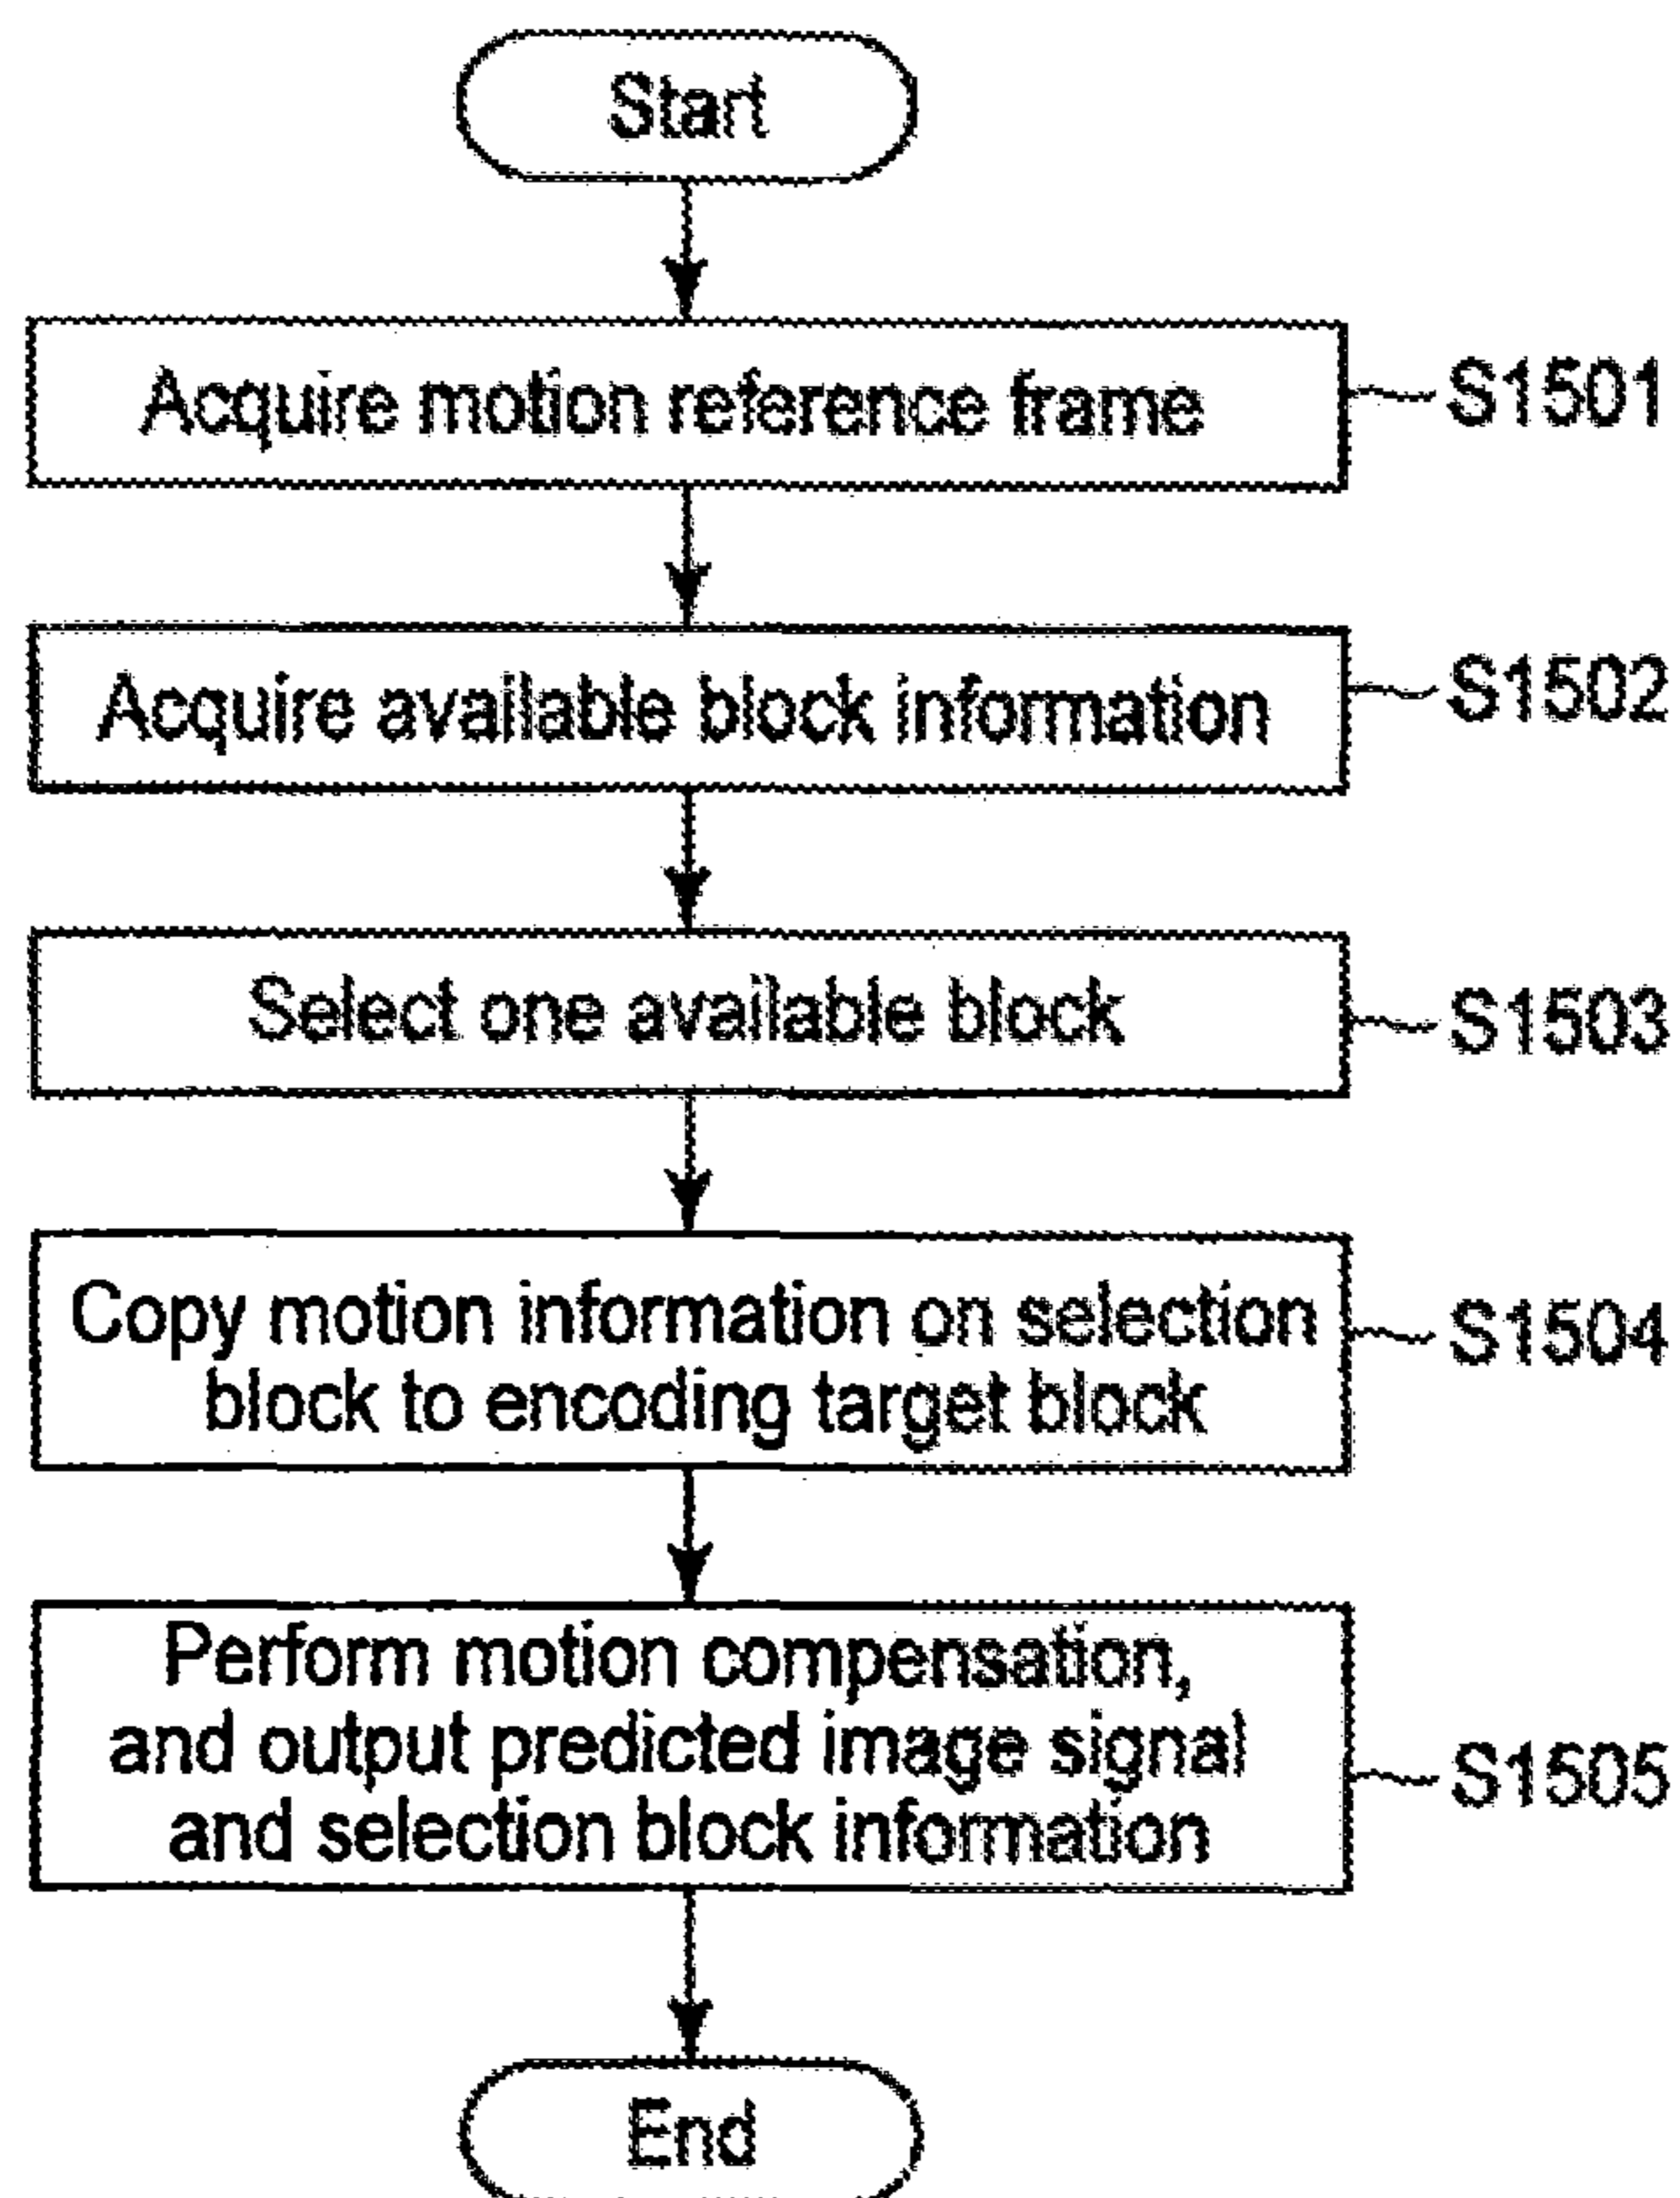 Start
Acquire motion reference frame
S1501
Acquire available block information
S1502
Select one available block
S1503
Copy motion information on selection
block to encoding target block
S1504
Perform motion compensation,
and output predicted image signal
and selection block information
S1505
End